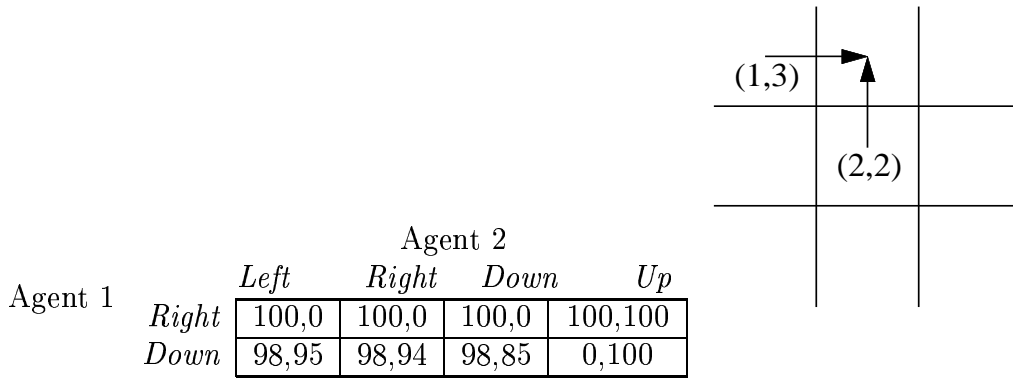 (1,3)
(2,2)
Agent 2
Left Right Down Up
Agent 1
Right 100,0 100,0 100,0 100,100
Down 98,95 98,94 98,85 0,100